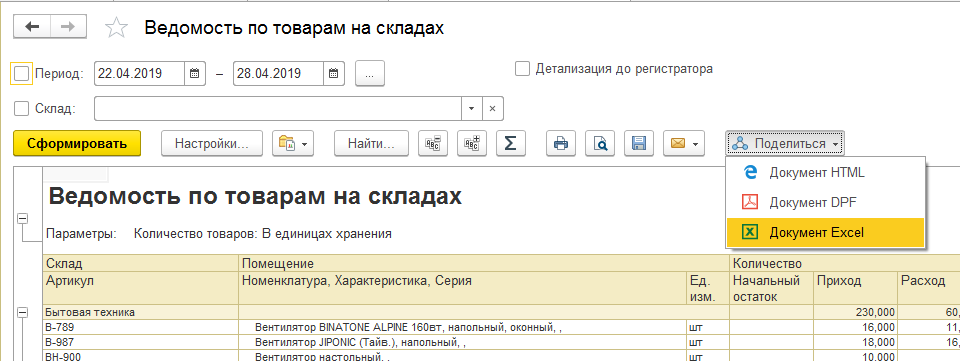 Ведомость по товарам на складах
Период: 22.04.2019 – 28.04.2019 ... Детализация до регистратора
Склад:
Сформировать Настройки... Найти... Поделиться
Документ HTML
Документ DPF
Документ Excel
Ведомость по товарам на складах
Параметры: Количество товаров: В единицах хранения
Склад Помещение Количество
Артикул Номенклатура, Характеристика, Серия Ед. изм. Начальный остаток Приход Расход
Бытовая техника 230,000 60,
В-789 Вентилятор BINATONE ALPINE 160вт, напольный, оконный, , шт 16,000 11,
В-987 Вентилятор JIPONIC (Тайв.), напольный, , шт 18,000 16,
ВН-900 Вентилятор настольный, , шт 10,000